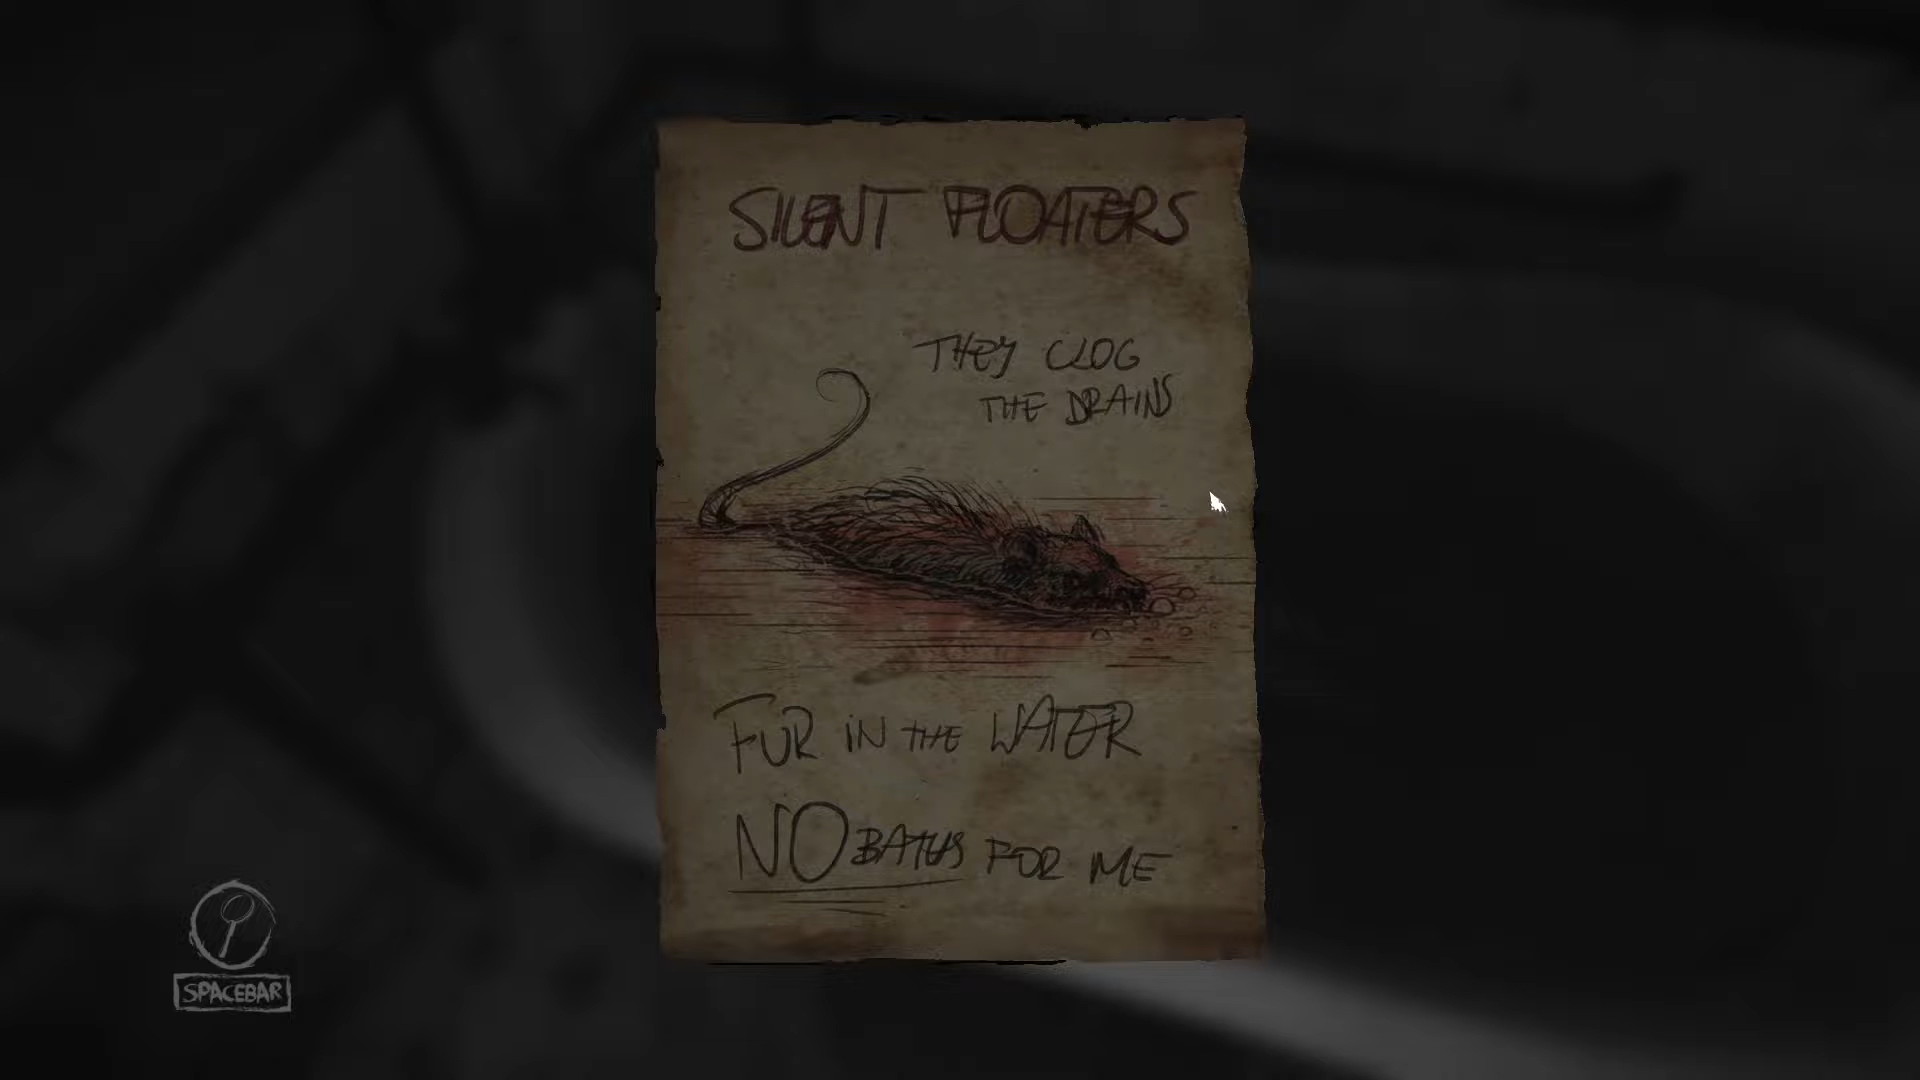 SILENT FLOATERS
THEY CLOG
THE DRAINS
FUR IN THE WATER
NO BATHS FOR ME
SPACEBAR